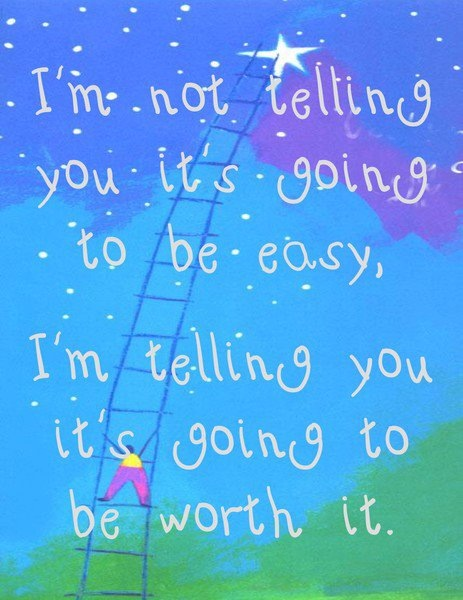 I'm not telling
you it's going
to be easy,
I'm telling you
it's going to
be worth it.